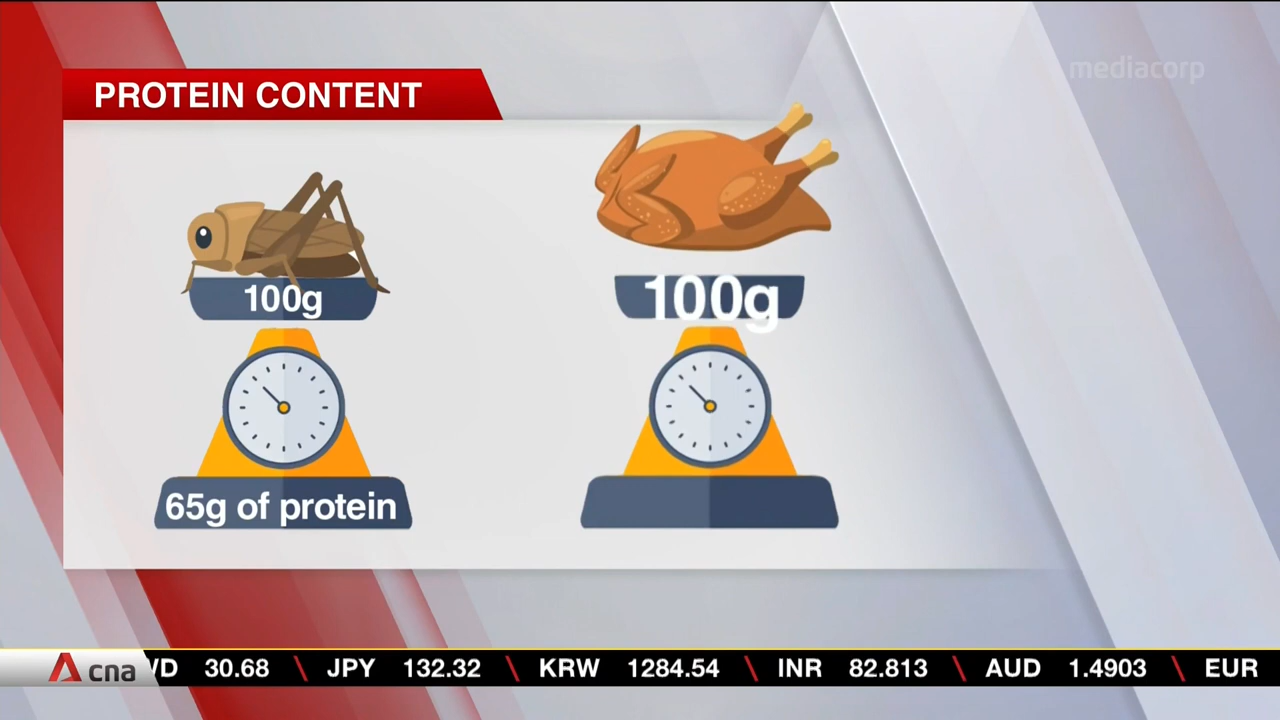 mediacorp
PROTEIN CONTENT
100g
100g
65g of protein
cna
VD 30.68 \ JPY 132.32 \ KRW 1284.54 \ INR 82.813 \ AUD 1.4903 \ EUR